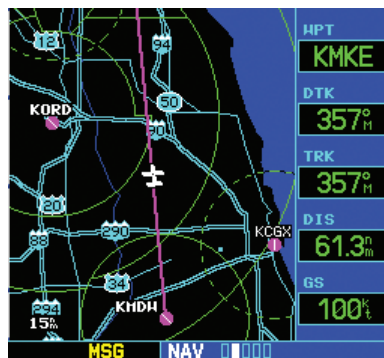 WPT
KMKE
DTK
357°M
TRK
357°M
DIS
61.3nm
GS
100kt
12
94
50
KORD
90
20
KCGX
88
290
34
KMDW
294
15nm
MSG NAV